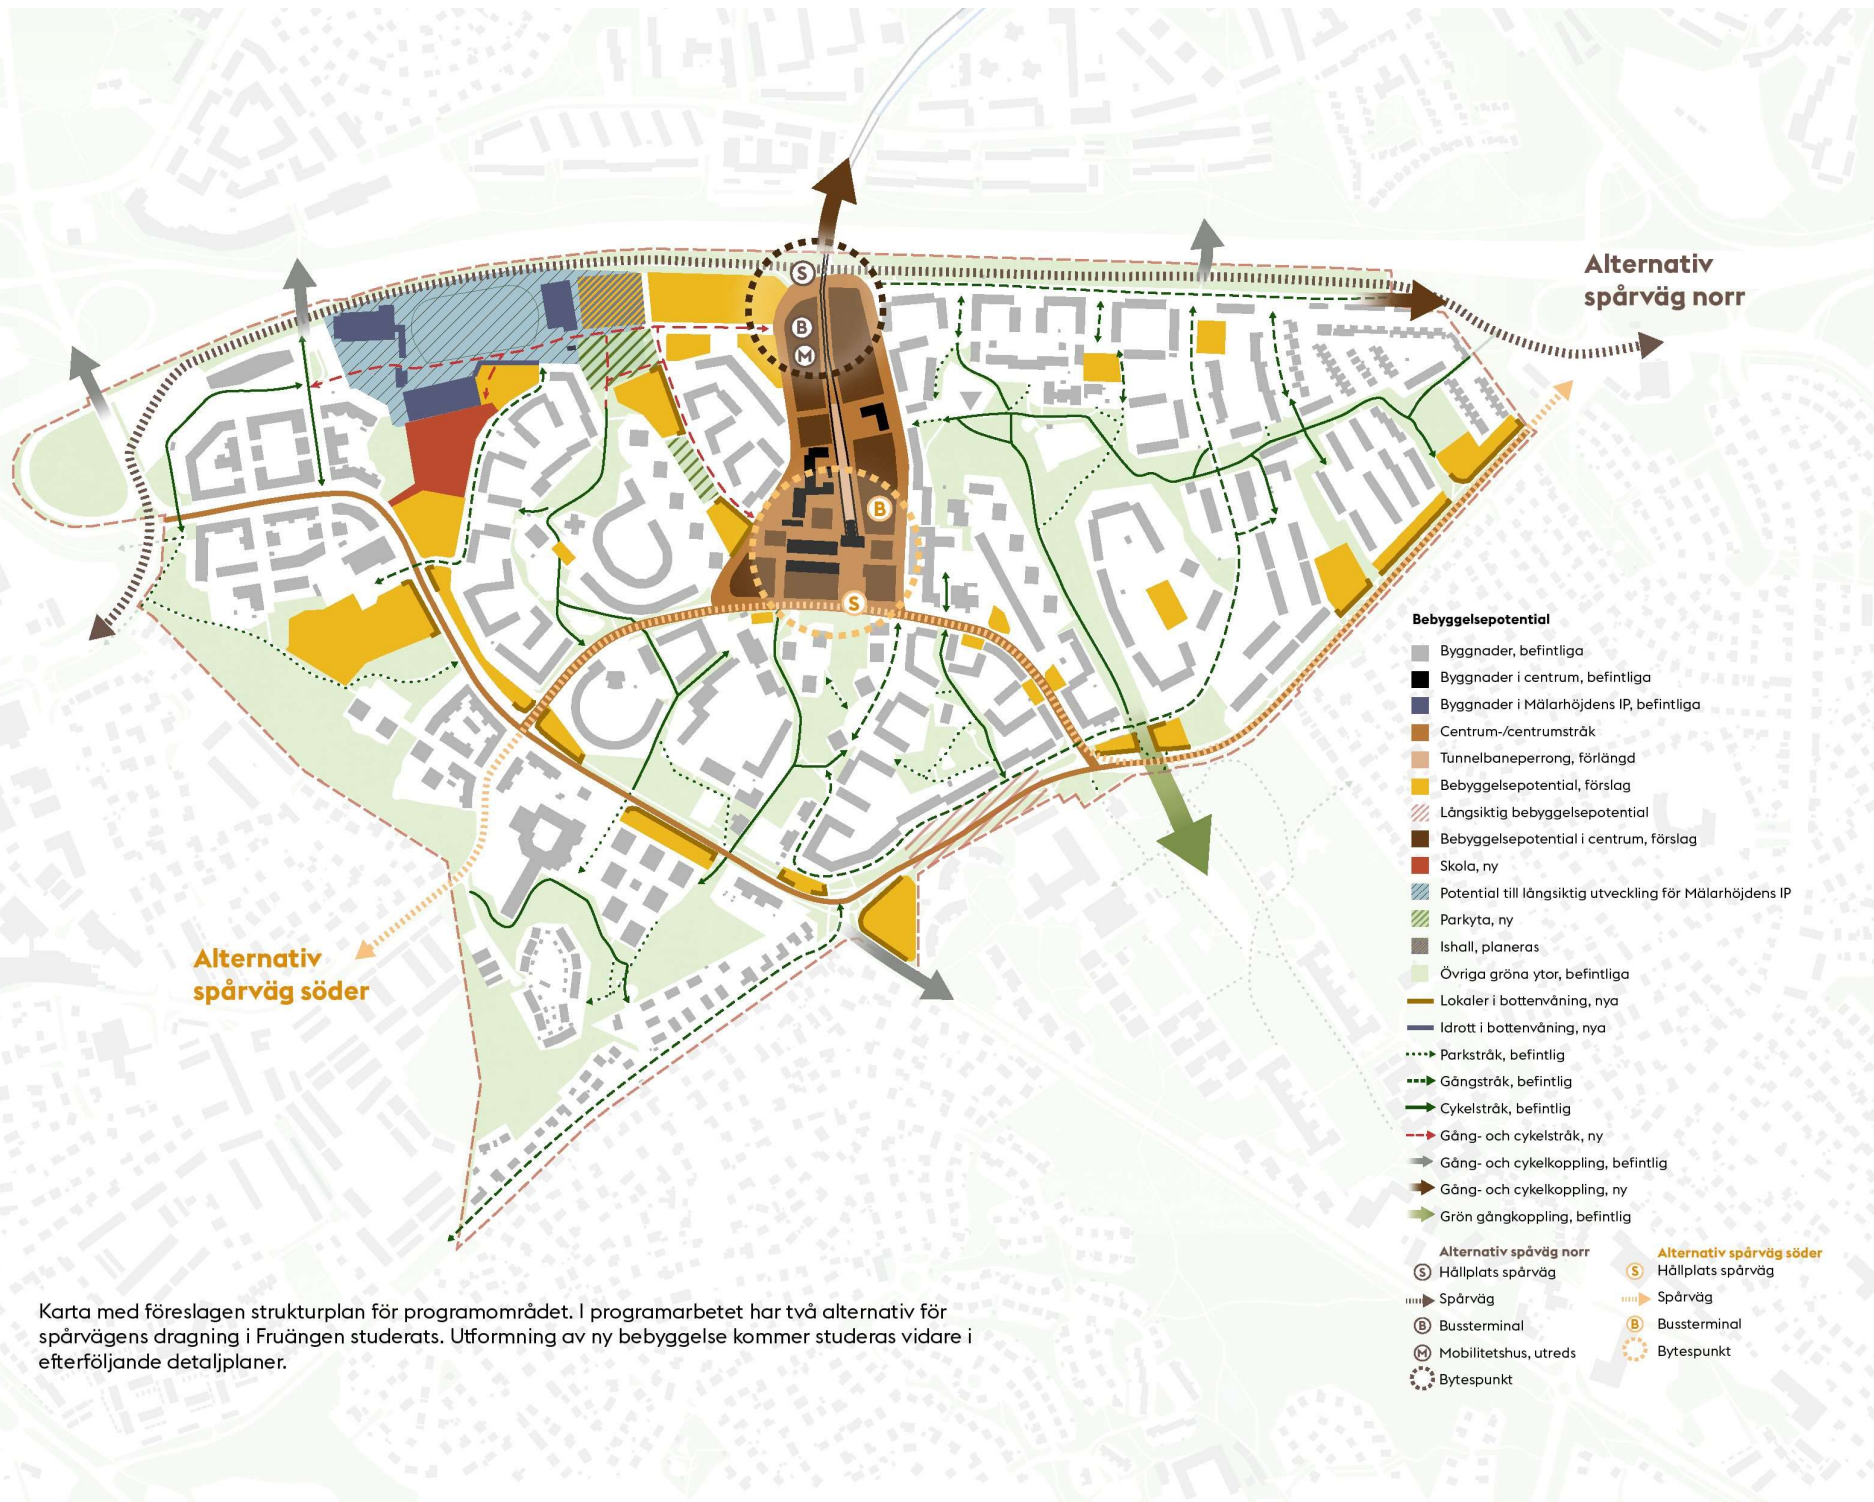 Alternativ
spårväg norr
S
B
M
B
S
Alternativ
spårväg söder
Bebyggelsepotential
Byggnader, befintliga
Byggnader i centrum, befintliga
Byggnader i Mälarhöjdens IP, befintliga
Centrum-/centrumstråk
Tunnelbaneperrong, förlängd
Bebyggelsepotential, förslag
Långsiktig bebyggelsepotential
Bebyggelsepotential i centrum, förslag
Skola, ny
Potential till långsiktig utveckling för Mälarhöjdens IP
Parkyta, ny
Ishall, planeras
Övriga gröna ytor, befintliga
Lokaler i bottenvåning, nya
Idrott i bottenvåning, nya
Parkstråk, befintlig
Gångstråk, befintlig
Cykelstråk, befintlig
Gång- och cykelstråk, ny
Gång- och cykelkoppling, befintlig
Gång- och cykelkoppling, ny
Grön gångkoppling, befintlig
Alternativ spåväg norr
S Hållplats spårväg
Spårväg
B Bussterminal
M Mobilitetshus, utreds
Bytespunkt
Alternativ spårväg söder
S Hållplats spårväg
Spårväg
B Bussterminal
Bytespunkt
Karta med föreslagen strukturplan för programområdet. I programarbetet har två alternativ för
spårvägens dragning i Fruängen studerats. Utformning av ny bebyggelse kommer studeras vidare i
efterföljande detaljplaner.